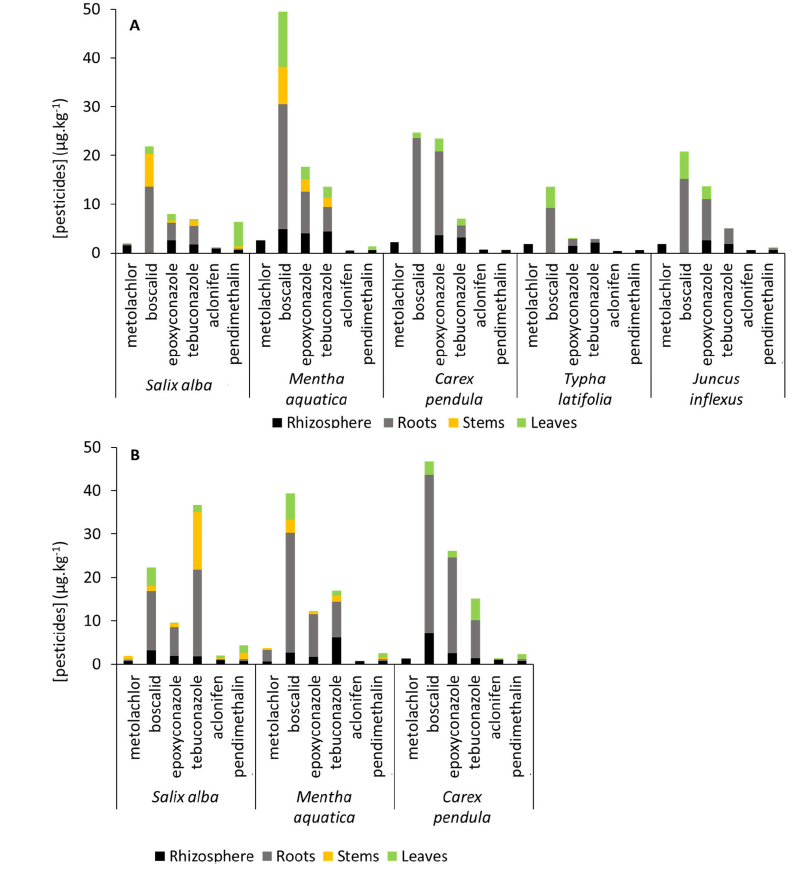 50
A
40
30
20
10
0
[pesticides] (µg.kg-1)
metolachlor
boscalid
epoxyconazole
tebuconazole
aclonifen
pendimethalin
metolachlor
boscalid
epoxyconazole
tebuconazole
aclonifen
pendimethalin
metolachlor
boscalid
epoxyconazole
tebuconazole
aclonifen
pendimethalin
metolachlor
boscalid
epoxyconazole
tebuconazole
aclonifen
pendimethalin
metolachlor
boscalid
epoxyconazole
tebuconazole
aclonifen
pendimethalin
Salix alba
Mentha
aquatica
Carex
pendula
Typha
latifolia
Juncus
inflexus
Rhizosphere Roots Stems Leaves
50
B
40
30
20
10
0
[pesticides] (µg.kg-1)
metolachlor
boscalid
epoxyconazole
tebuconazole
aclonifen
pendimethalin
metolachlor
boscalid
epoxyconazole
tebuconazole
aclonifen
pendimethalin
metolachlor
boscalid
epoxyconazole
tebuconazole
aclonifen
pendimethalin
Salix alba
Mentha
aquatica
Carex
pendula
Rhizosphere Roots Stems Leaves